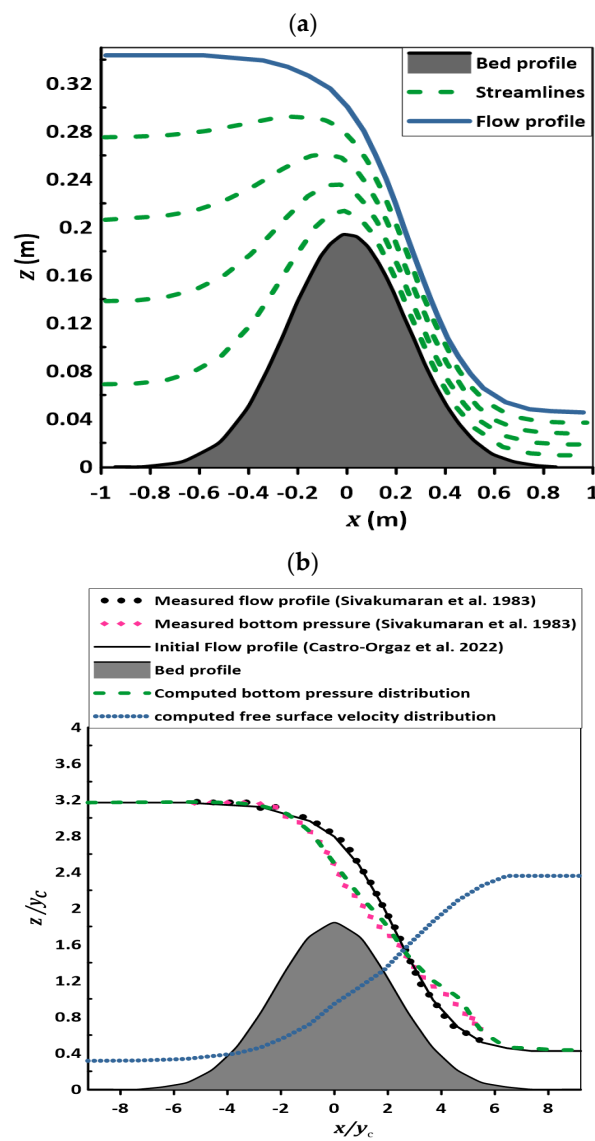 (a)
0.32
0.28
0.24
0.2
0.16
0.12
0.08
0.04
0
z (m)
Bed profile
Streamlines
Flow profile
-1 -0.8 -0.6 -0.4 -0.2 0 0.2 0.4 0.6 0.8 1
x (m)
(b)
Measured flow profile (Sivakumaran et al. 1983)
Measured bottom pressure (Sivakumaran et al. 1983)
Initial Flow profile (Castro-Orgaz et al. 2022)
Bed profile
Computed bottom pressure distribution
computed free surface velocity distribution
4
3.6
3.2
2.8
2.4
2
1.6
1.2
0.8
0.4
0
z/yc
-8 -6 -4 -2 0 2 4 6 8
x/yc